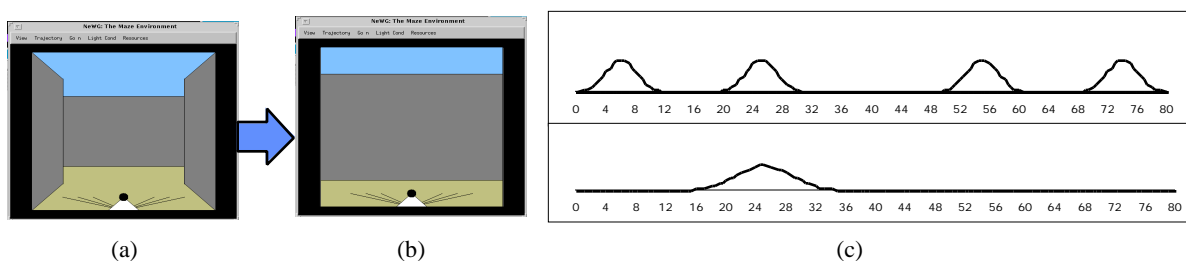 NeWG: The Maze Environment
View Trajectory Go n Light Cond Resources
NeWG: The Maze Environment
View Trajectory Go n Light Cond Resources
0 4 8 12 16 20 24 28 32 36 40 44 48 52 56 60 64 68 72 76 80
0 4 8 12 16 20 24 28 32 36 40 44 48 52 56 60 64 68 72 76 80
(a) (b) (c)